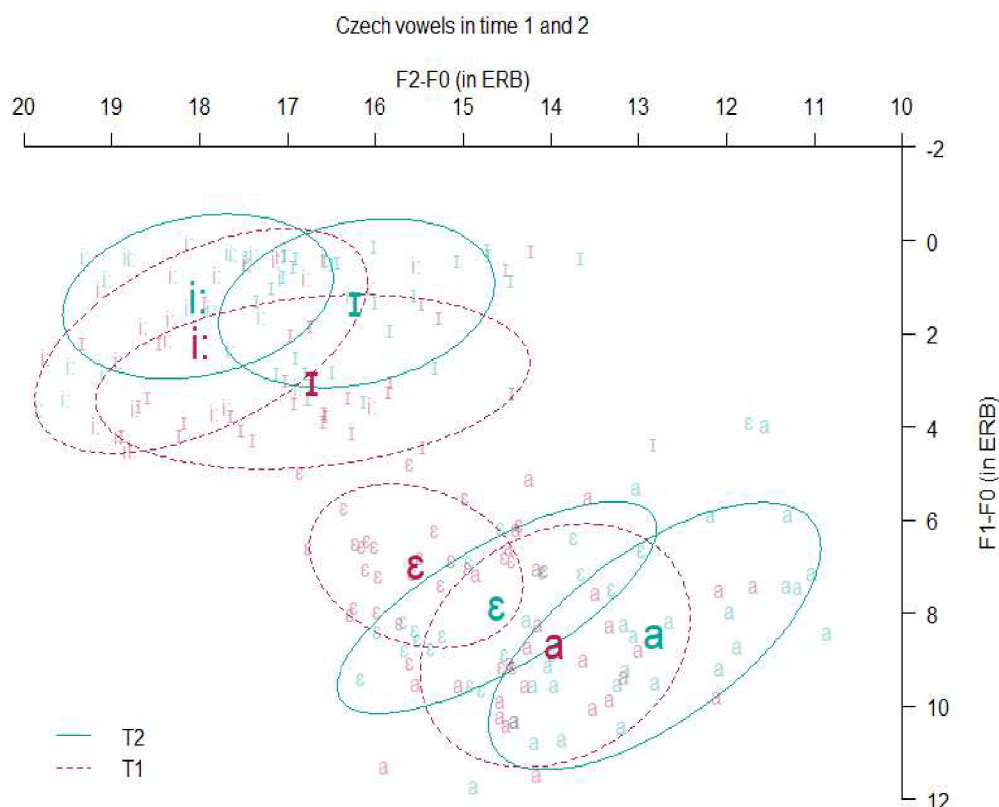 Czech vowels in time 1 and 2
F2-F0 (in ERB)
20 19 18 17 16 15 14 13 12 11 10
-2
0
2
4
6
8
10
12
F1-F0 (in ERB)
i:
i:
ɪ
ɪ
ɛ
ɛ
a
a
T2
T1